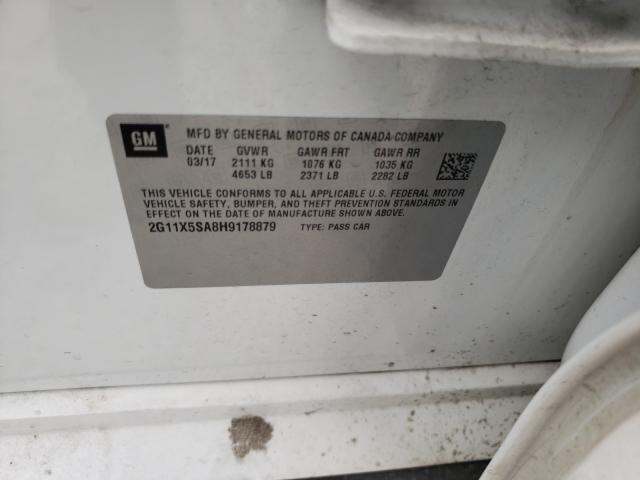 GM
MFD BY GENERAL MOTORS OF CANADA COMPANY
DATE GVWR GAWR FRT GAWR RR
03/17 2111 KG 1076 KG 1035 KG
4653 LB 2371 LB 2282 LB
THIS VEHICLE CONFORMS TO ALL APPLICABLE U.S. FEDERAL MOTOR
VEHICLE SAFETY, BUMPER, AND THEFT PREVENTION STANDARDS IN
EFFECT ON THE DATE OF MANUFACTURE SHOWN ABOVE.
2G11X5SA8H9178879 TYPE: PASS CAR